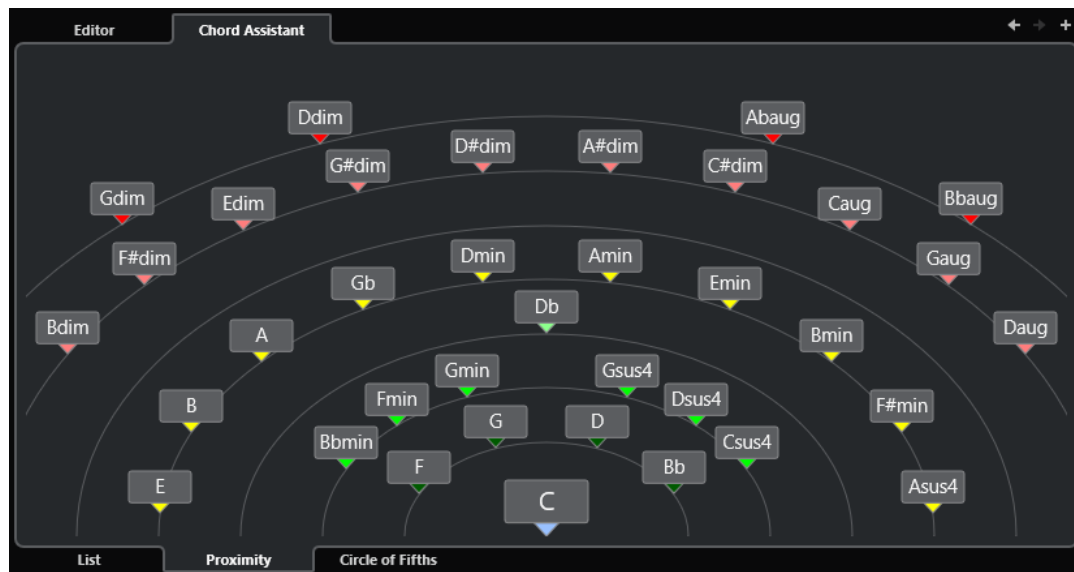 Editor
Chord Assistant
Ddim
Abaug
D#dim
A#dim
G#dim
C#dim
Gdim
Edim
Caug
Bbaug
F#dim
Dmin
Amin
Gaug
Gb
Emin
Db
Bdim
A
Bmin
Daug
Gmin
Gsus4
Fmin
Dsus4
B
F#min
G
D
Bbmin
Csus4
F
Bb
E
Asus4
C
List
Proximity
Circle of Fifths